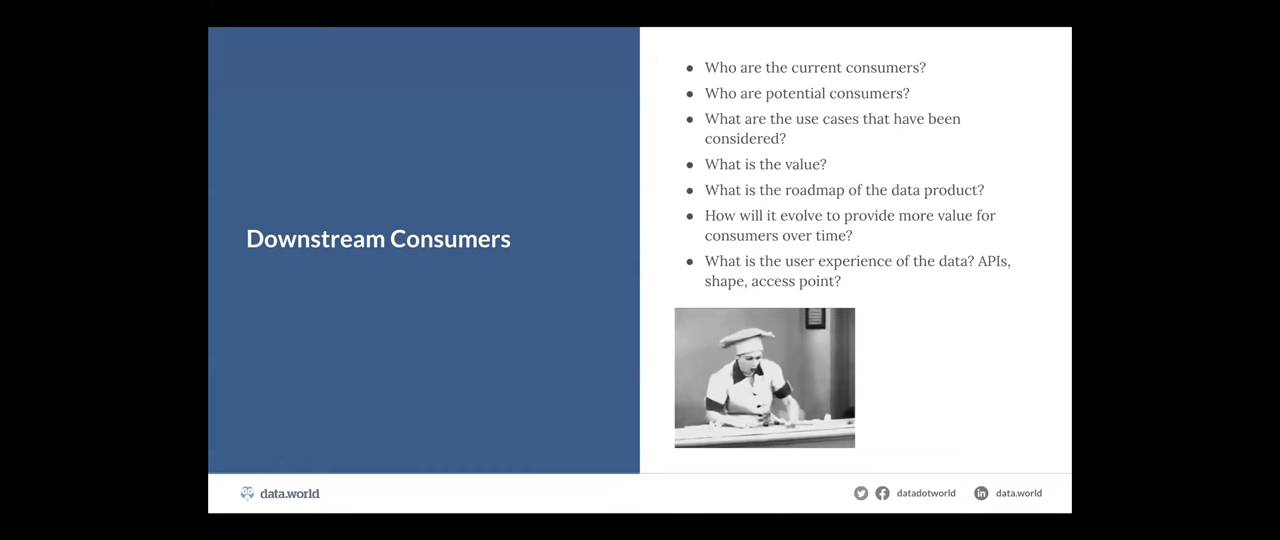 Downstream Consumers
● Who are the current consumers?
● Who are potential consumers?
● What are the use cases that have been
considered?
● What is the value?
● What is the roadmap of the data product?
● How will it evolve to provide more value for
consumers over time?
● What is the user experience of the data? APIs,
shape, access point?
data.world
datadotworld
data.world